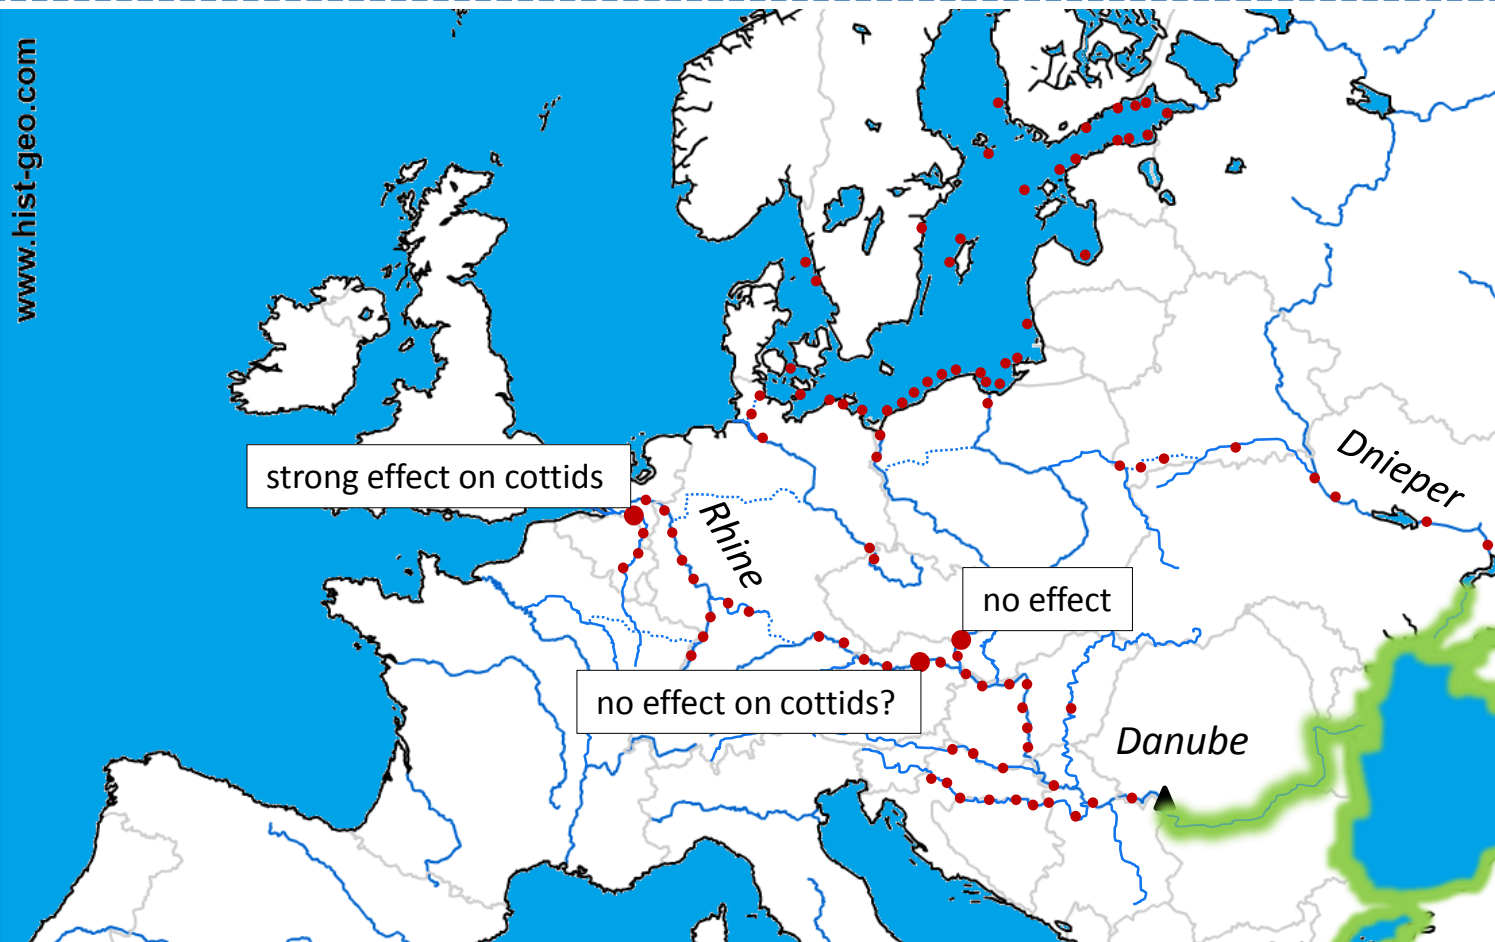 www.hist-geo.com
strong effect on cottids
Dnieper
Rhine
no effect
no effect on cottids?
Danube